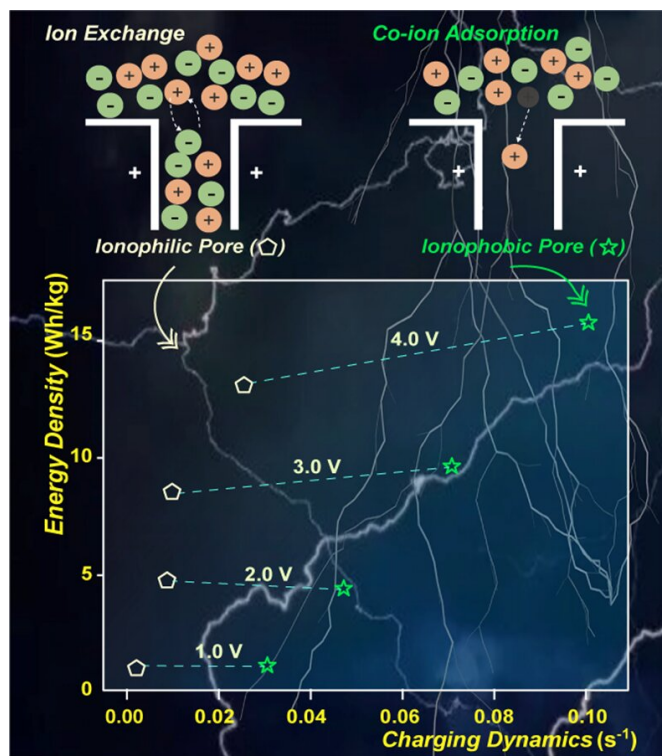 Ion Exchange
Co-ion Adsorption
Ionophilic Pore (⬠)
Ionophobic Pore (☆)
+ +
+ +
Energy Density (Wh/kg)
15
10
5
0
4.0 V
3.0 V
2.0 V
1.0 V
0.00 0.02 0.04 0.06 0.08 0.10
Charging Dynamics (s⁻¹)